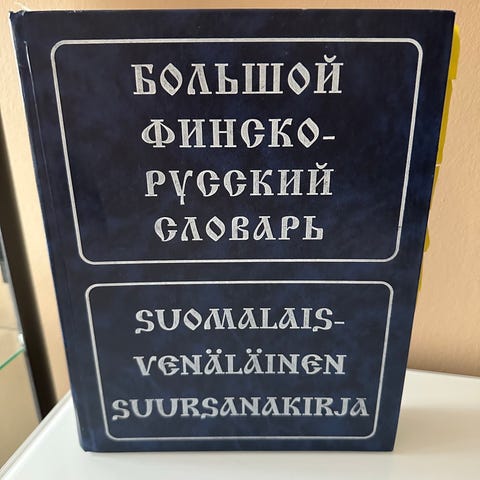 БОЛЬШОЙ
ФИНСКО-
РУССКИЙ
СЛОВАРЬ
SUOMALAIS-
VENÄLÄINEN
SUURSANAKIRJA